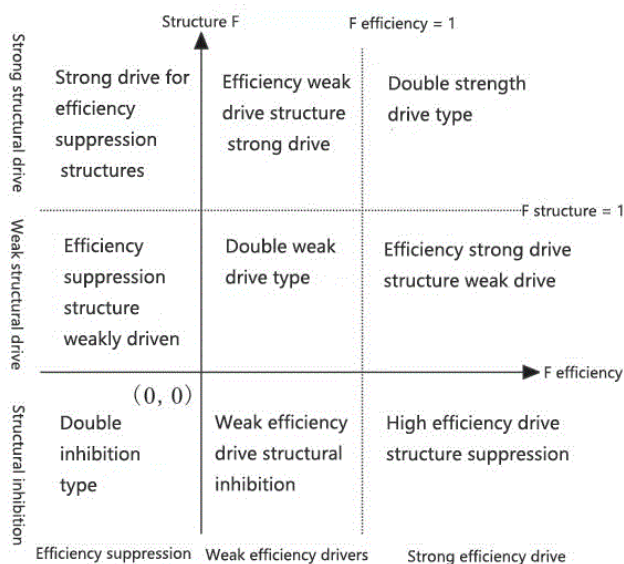 Structure F
F efficiency = 1
Strong structural drive
Strong drive for
efficiency
suppression
structures
Efficiency weak
drive structure
strong drive
Double strength
drive type
F structure = 1
Weak structural drive
Efficiency
suppression
structure
weakly driven
Double weak
drive type
Efficiency strong drive
structure weak drive
F efficiency
(0, 0)
Structural inhibition
Double
inhibition
type
Weak efficiency
drive structural
inhibition
High efficiency drive
structure suppression
Efficiency suppression
Weak efficiency drivers
Strong efficiency drive